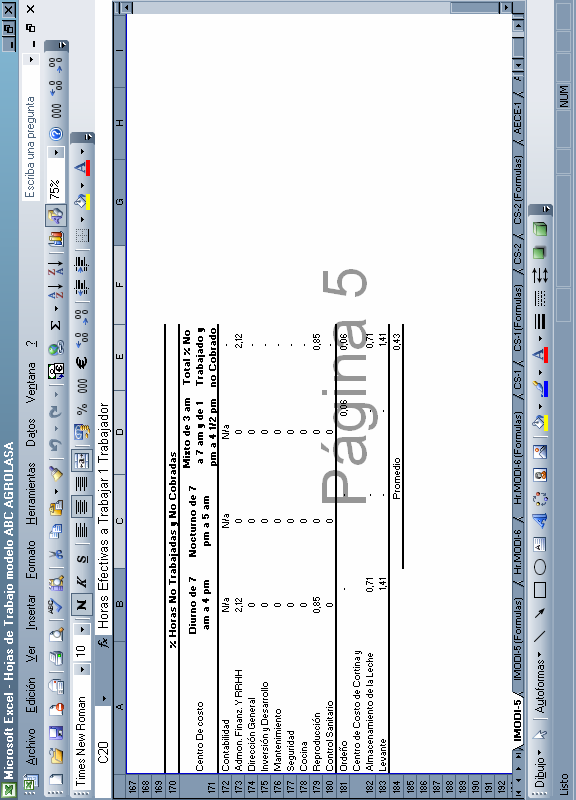 Microsoft Excel - Hojas de Trabajo modelo ABC AGROLASA
Archivo Edición Ver Insertar Formato Herramientas Datos Ventana ? Escriba una pregunta
Σ 75%
Times New Roman 10 N K S % 000 € A
C20 fx Horas Efectivas a Trabajar 1 Trabajador
A B C D E F G H I
167
168
169
170 % Horas No Trabajadas y No Cobradas
171 Centro De costo Diurno de 7 am a 4 pm Nocturno de 7 pm a 5 am Mixto de 3 am a 7 am y de 1 pm a 4 1/2 pm Total % No Trabajado y no Cobrado
172 Contabilidad N/a N/a N/a -
173 Admon. Finanz. Y RRHH 2,12 0 0 2,12
174 Dirección General 0 0 0 -
175 Inversión y Desarrollo 0 0 0 -
176 Mantenimiento 0 0 0 -
177 Seguridad 0 0 0 -
178 Cocina 0 0 0 -
179 Reproducción 0,85 0 0 0,85
180 Control Sanitario 0 0 0 -
181 Ordeño - - 0,06 0,06
182 Centro de Costo de Cortina y Almacenamiento de la Leche 0,71 - - 0,71
183 Levante 1,41 - - 1,41
184 Promedio 0,43
185
186
187
188
189
190
191
192
Página 5
IMODI-5 IMODI-5 (Formulas) Hr.MODI-6 Hr.MODI-6 (Formulas) CS-1 CS-1 (Formulas) CS-2 CS-2 (Formulas) AECE-1
Dibujo Autoformas A
Listo NUM